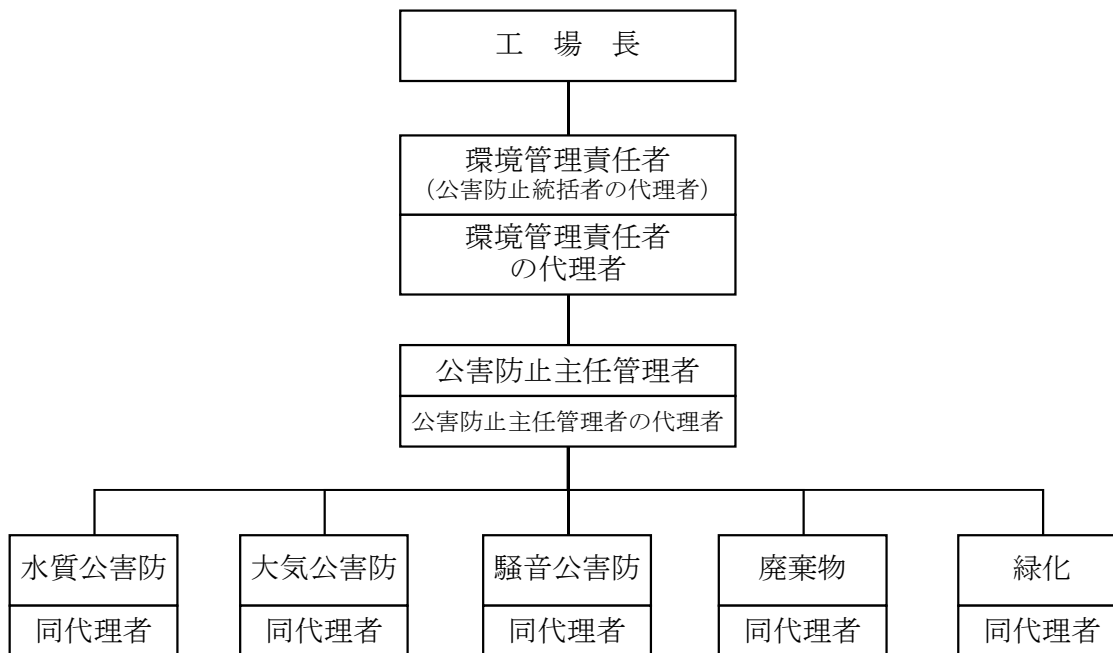 工　場　長
環境管理責任者
（公害防止統括者の代理者）
環境管理責任者
の代理者
公害防止主任管理者
公害防止主任管理者の代理者
水質公害防
大気公害防
騒音公害防
廃棄物
緑化
同代理者
同代理者
同代理者
同代理者
同代理者